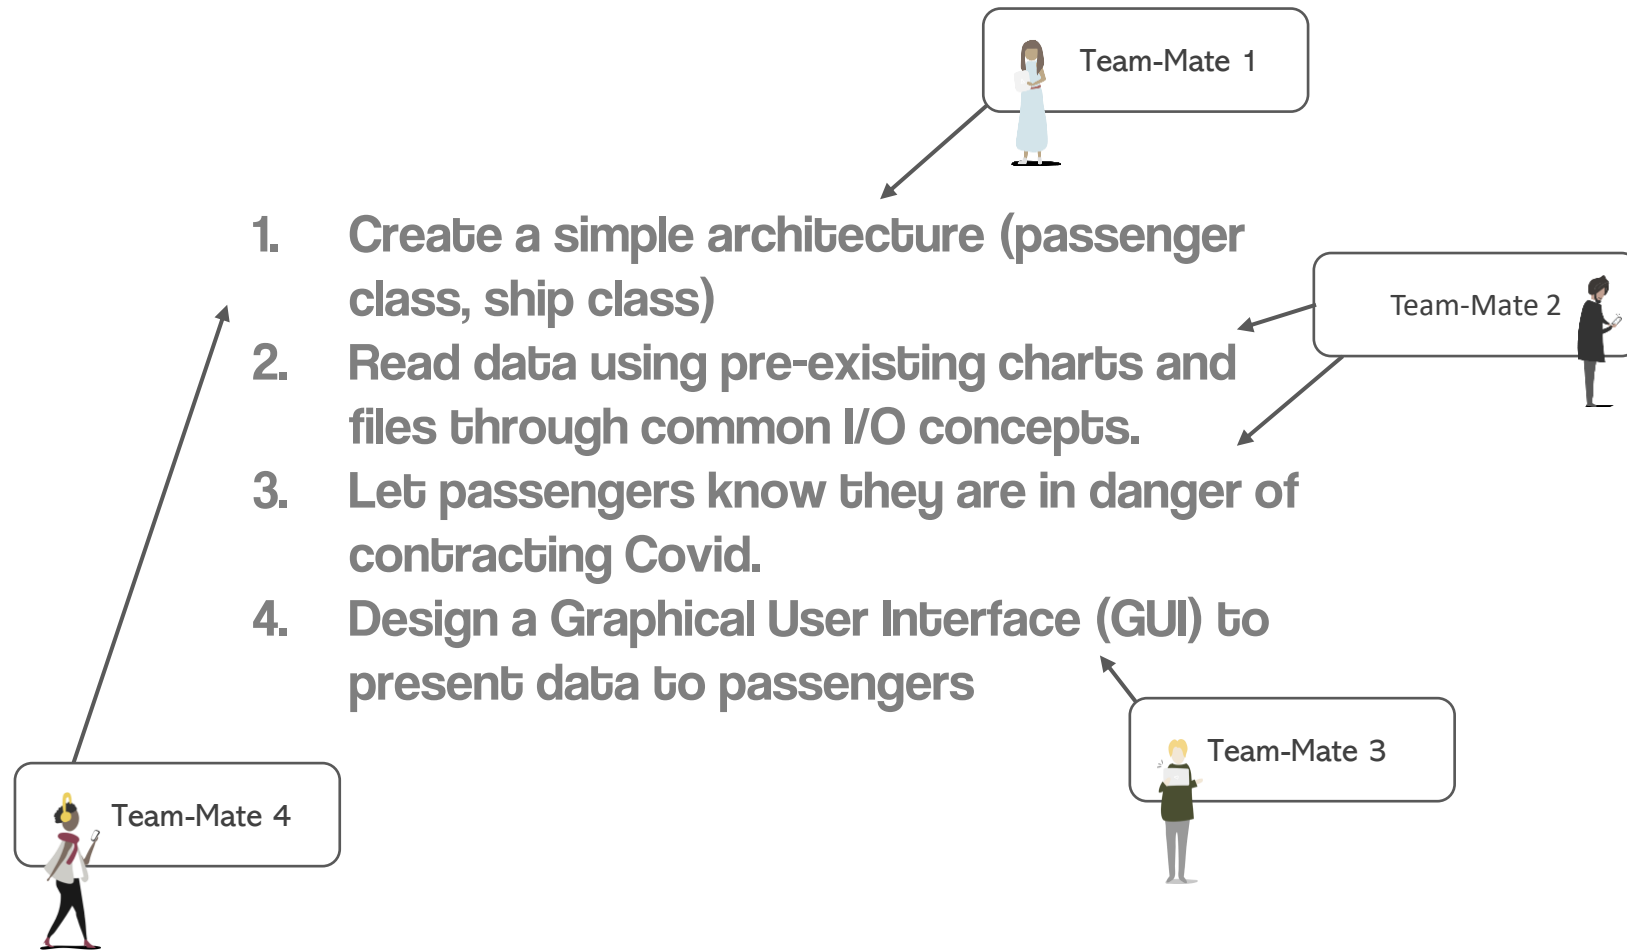 Team-Mate 1
1. Create a simple architecture (passenger
class, ship class)
Team-Mate 2
2. Read data using pre-existing charts and
files through common I/O concepts.
3. Let passengers know they are in danger of
contracting Covid.
4. Design a Graphical User Interface (GUI) to
present data to passengers
Team-Mate 3
Team-Mate 4